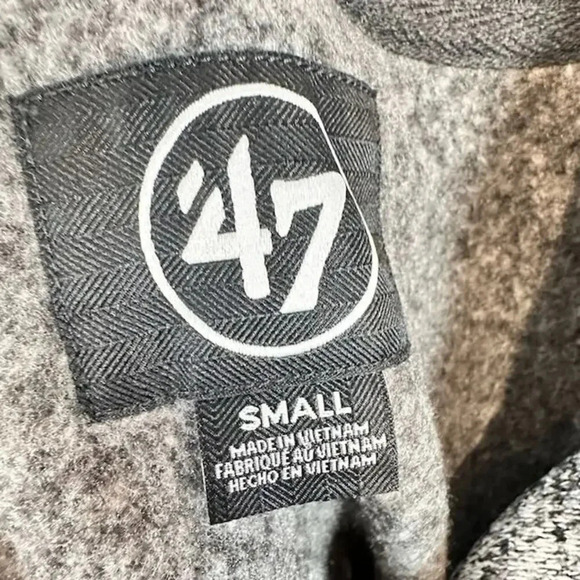 '47
SMALL
MADE IN VIETNAM
FABRIQUÉ AU VIETNAM
HECHO EN VIETNAM